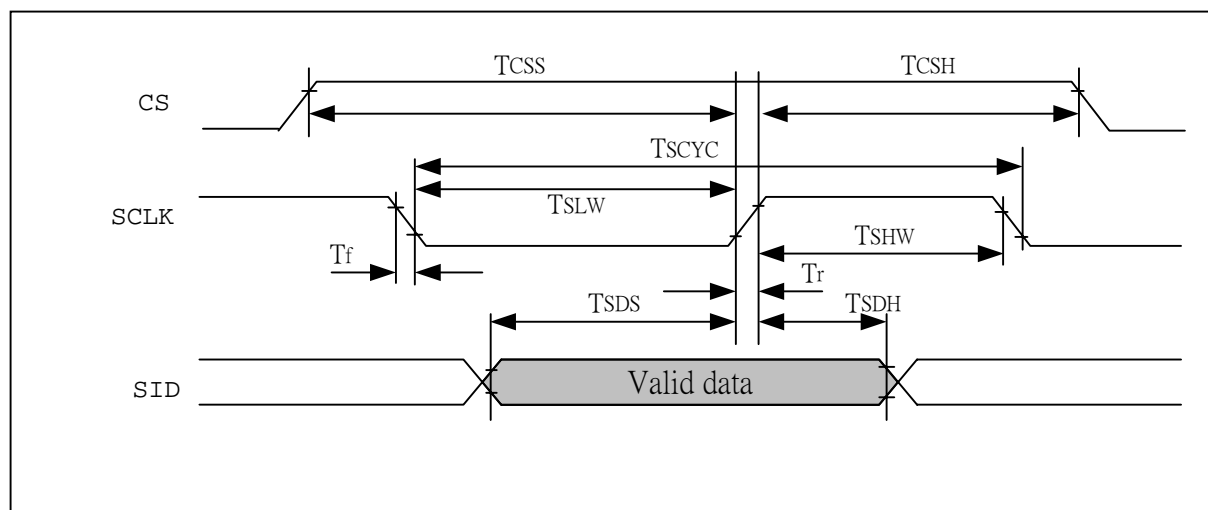 TCSS
TCSH
CS
TSCYC
TSLW
SCLK
TSHW
Tf
Tr
TSDS
TSDH
SID
Valid data